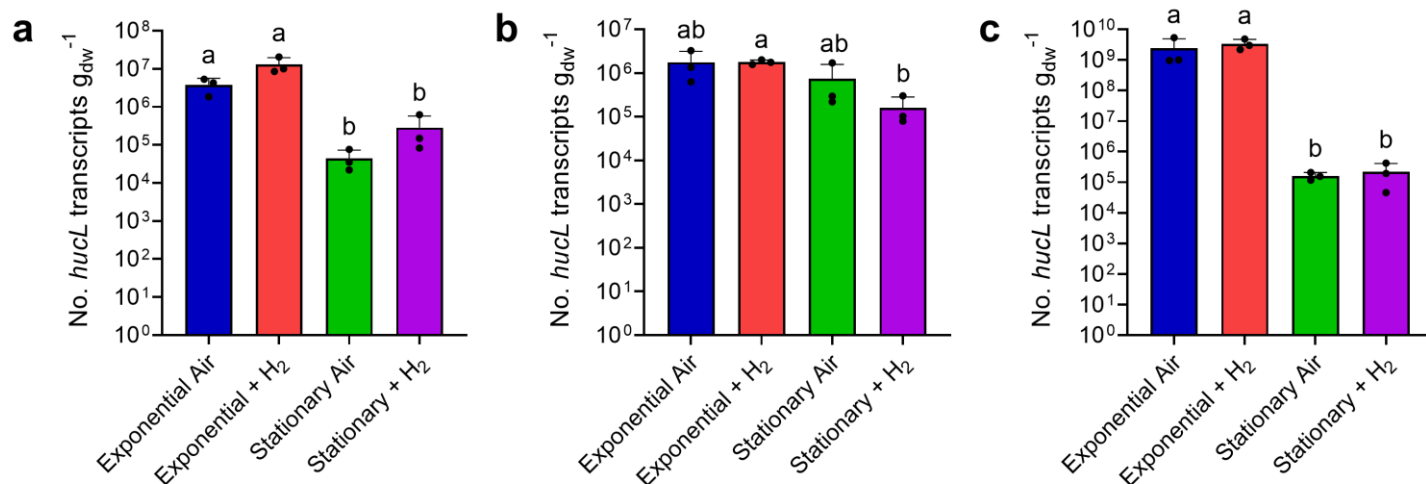 a
No. hucL transcripts g_dw^-1
10^8
10^7
10^6
10^5
10^4
10^3
10^2
10^1
10^0
a
a
b
b
Exponential Air
Exponential + H₂
Stationary Air
Stationary + H₂
b
No. hucL transcripts g_dw^-1
10^7
10^6
10^5
10^4
10^3
10^2
10^1
10^0
ab
a
ab
b
Exponential Air
Exponential + H₂
Stationary Air
Stationary + H₂
c
No. hucL transcripts g_dw^-1
10^10
10^9
10^8
10^7
10^6
10^5
10^4
10^3
10^2
10^1
10^0
a
a
b
b
Exponential Air
Exponential + H₂
Stationary Air
Stationary + H₂